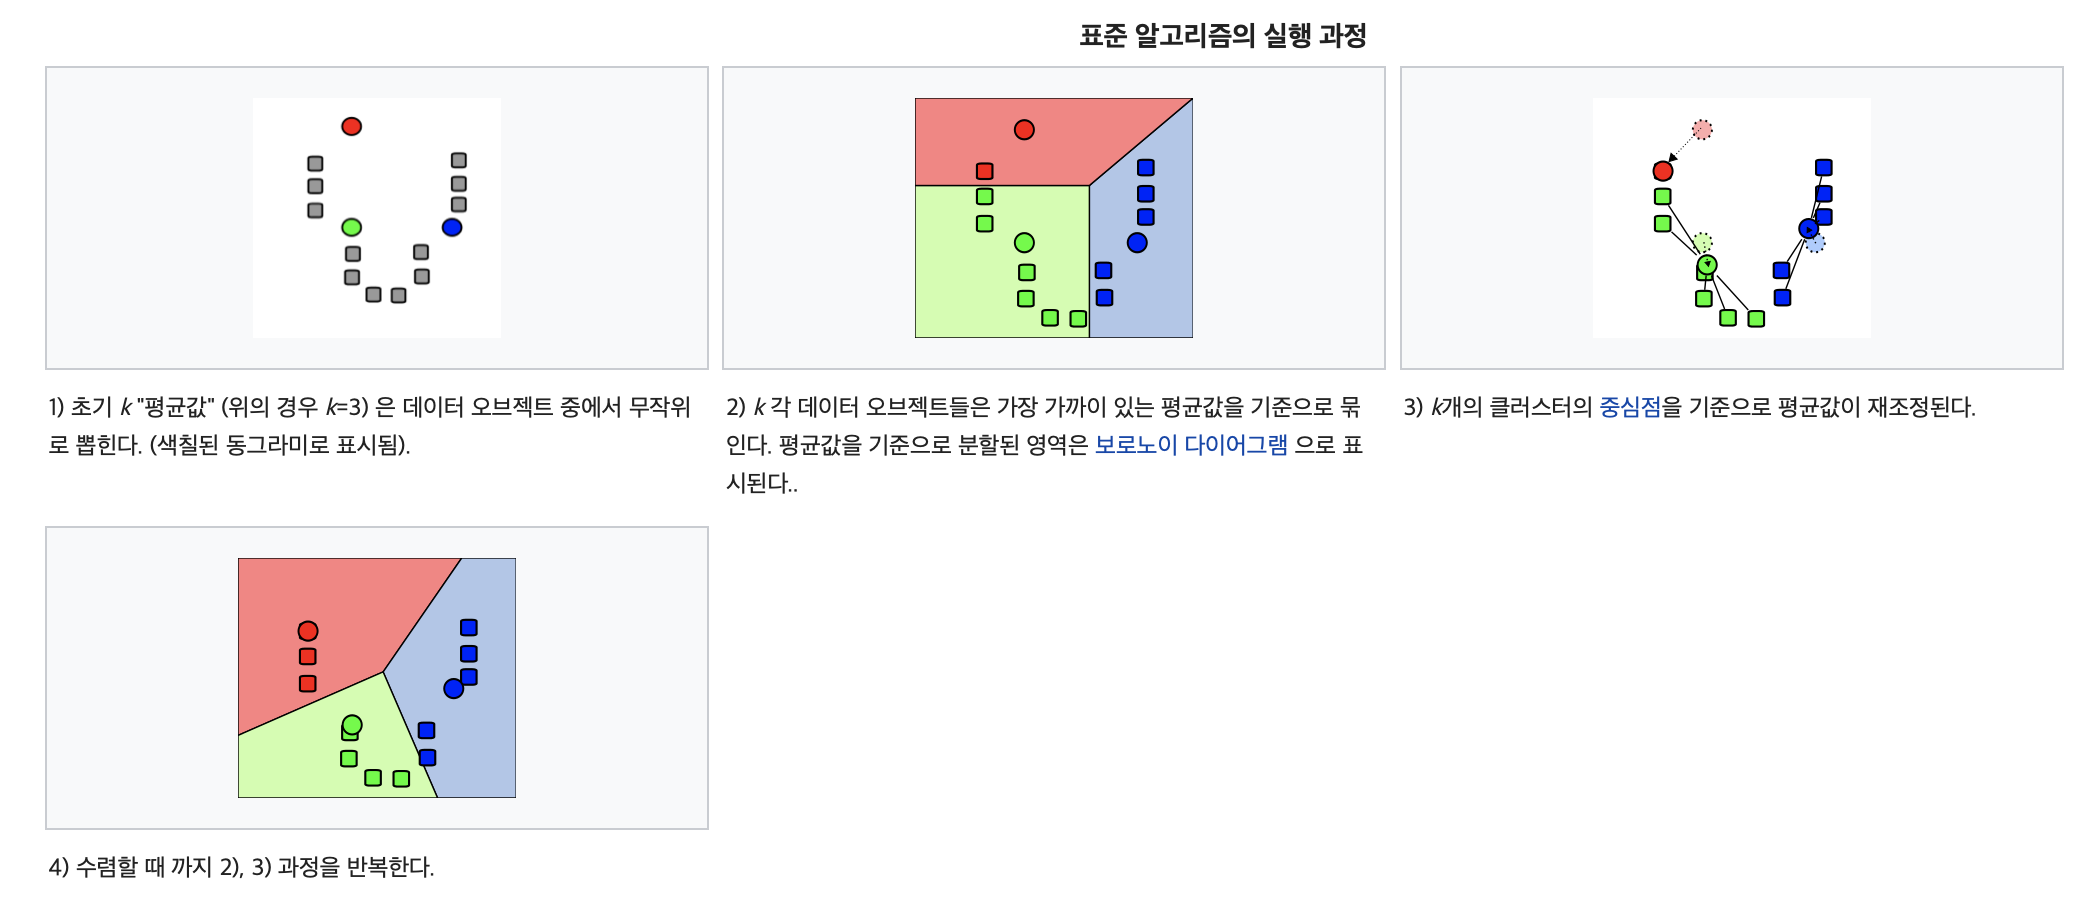 표준 알고리즘의 실행 과정
1) 초기 k "평균값" (위의 경우 k=3) 은 데이터 오브젝트 중에서 무작위
로 뽑힌다. (색칠된 동그라미로 표시됨).
2) k 각 데이터 오브젝트들은 가장 가까이 있는 평균값을 기준으로 묶
인다. 평균값을 기준으로 분할된 영역은 보로노이 다이어그램 으로 표
시된다..
3) k개의 클러스터의 중심점을 기준으로 평균값이 재조정된다.
4) 수렴할 때 까지 2), 3) 과정을 반복한다.